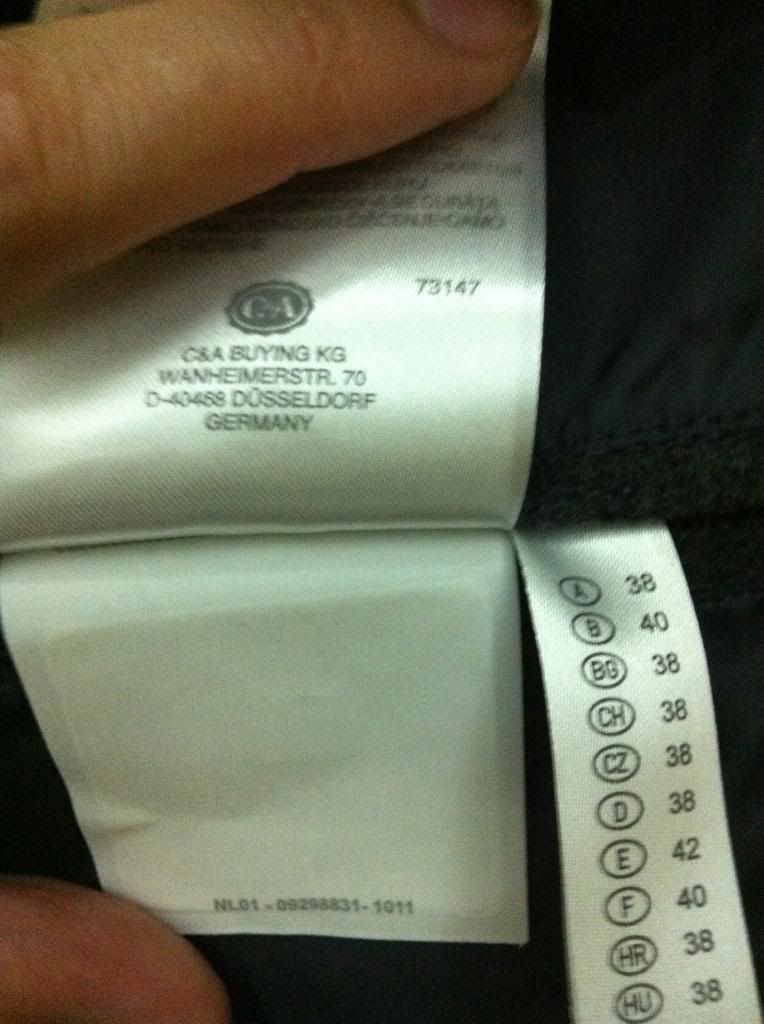 C&A
73147
C&A BUYING KG
WANHEIMERSTR. 70
D-40468 DÜSSELDORF
GERMANY
NL01 - 09298831- 1011
A 38
B 40
BG 38
CH 38
CZ 38
D 38
E 42
F 40
HR 38
HU 38